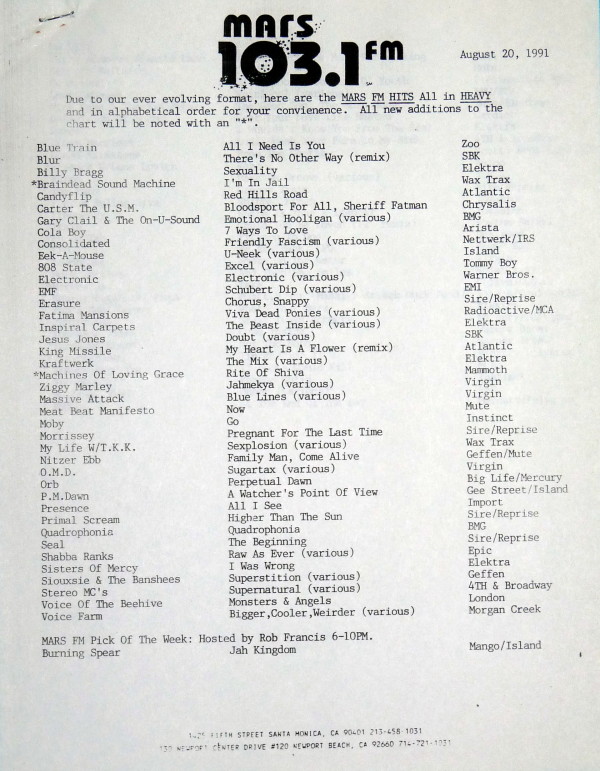 MARS
103.1 FM
August 20, 1991
Due to our ever evolving format, here are the MARS FM HITS All in HEAVY
and in alphabetical order for your convienence. All new additions to the
chart will be noted with an "*".
Blue Train All I Need Is You Zoo
Blur There's No Other Way (remix) SBK
Billy Bragg Sexuality Elektra
*Braindead Sound Machine I'm In Jail Wax Trax
Candyflip Red Hills Road Atlantic
Carter The U.S.M. Bloodsport For All, Sheriff Fatman Chrysalis
Gary Clail & The On-U-Sound Emotional Hooligan (various) BMG
Cola Boy 7 Ways To Love Arista
Consolidated Friendly Fascism (various) Nettwerk/IRS
Eek-A-Mouse U-Neek (various) Island
808 State Excel (various) Tommy Boy
Electronic Electronic (various) Warner Bros.
EMF Schubert Dip (various) EMI
Erasure Chorus, Snappy Sire/Reprise
Fatima Mansions Viva Dead Ponies (various) Radioactive/MCA
Inspiral Carpets The Beast Inside (various) Elektra
Jesus Jones Doubt (various) SBK
King Missile My Heart Is A Flower (remix) Atlantic
Kraftwerk The Mix (various) Elektra
*Machines Of Loving Grace Rite Of Shiva Mammoth
Ziggy Marley Jahmekya (various) Virgin
Massive Attack Blue Lines (various) Virgin
Meat Beat Manifesto Now Mute
Moby Go Instinct
Morrissey Pregnant For The Last Time Sire/Reprise
My Life W/T.K.K. Sexplosion (various) Wax Trax
Nitzer Ebb Family Man, Come Alive Geffen/Mute
O.M.D. Sugartax (various) Virgin
Orb Perpetual Dawn Big Life/Mercury
P.M.Dawn A Watcher's Point Of View Gee Street/Island
Presence All I See Import
Primal Scream Higher Than The Sun Sire/Reprise
Quadrophonia Quadrophonia BMG
Seal The Beginning Sire/Reprise
Shabba Ranks Raw As Ever (various) Epic
Sisters Of Mercy I Was Wrong Elektra
Siouxsie & The Banshees Superstition (various) Geffen
Stereo MC's Supernatural (various) 4TH & Broadway
Voice Of The Beehive Monsters & Angels London
Voice Farm Bigger,Cooler,Weirder (various) Morgan Creek
MARS FM Pick Of The Week: Hosted by Rob Francis 6-10PM.
Burning Spear Jah Kingdom Mango/Island
FIFTH STREET SANTA MONICA, CA 90401 213-458-1031
NEWPORT CENTER DRIVE #120 NEWPORT BEACH, CA 92660 714-721-1031